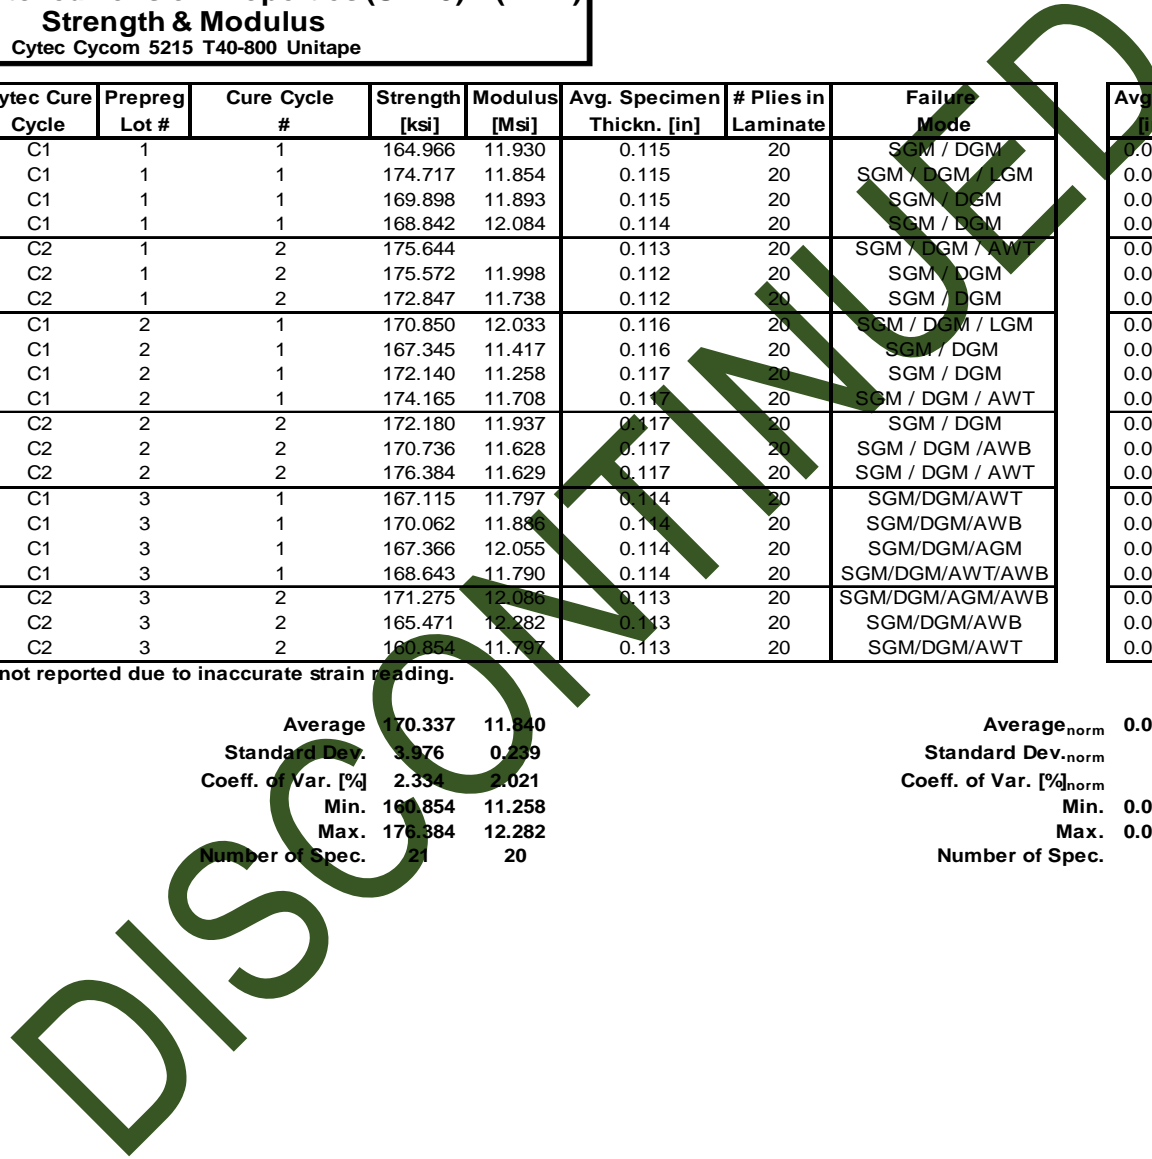 Strength & Modulus
Cytec Cycom 5215 T40-800 Unitape
Cure Prepreg Cure Cycle Strength Modulus Avg. Specimen # Plies in Failure
Cycle Lot # # [ksi] [Msi] Thickn. [in] Laminate Mode
C1 1 1 164.966 11.930 0.115 20 SGM / DGM
C1 1 1 174.717 11.854 0.115 20 SGM / DGM / LGM
C1 1 1 169.898 11.893 0.115 20 SGM / DGM
C1 1 1 168.842 12.084 0.114 20 SGM / DGM
C2 1 2 175.644 0.113 20 SGM / DGM / AWT
C2 1 2 175.572 11.998 0.112 20 SGM / DGM
C2 1 2 172.847 11.738 0.112 20 SGM / DGM
C1 2 1 170.850 12.033 0.116 20 SGM / DGM / LGM
C1 2 1 167.345 11.417 0.116 20 SGM / DGM
C1 2 1 172.140 11.258 0.117 20 SGM / DGM
C1 2 1 174.165 11.708 0.117 20 SGM / DGM / AWT
C2 2 2 172.180 11.937 0.117 20 SGM / DGM
C2 2 2 170.736 11.628 0.117 20 SGM / DGM /AWB
C2 2 2 176.384 11.629 0.117 20 SGM / DGM / AWT
C1 3 1 167.115 11.797 0.114 20 SGM/DGM/AWT
C1 3 1 170.062 11.886 0.114 20 SGM/DGM/AWB
C1 3 1 167.366 12.055 0.114 20 SGM/DGM/AGM
C1 3 1 168.643 11.790 0.114 20 SGM/DGM/AWT/AWB
C2 3 2 171.275 12.086 0.113 20 SGM/DGM/AGM/AWB
C2 3 2 165.471 12.282 0.113 20 SGM/DGM/AWB
C2 3 2 160.854 11.797 0.113 20 SGM/DGM/AWT
not reported due to inaccurate strain reading.
Average 170.337 11.840 Average norm
Standard Dev. 3.976 0.239 Standard Dev. norm
Coeff. of Var. [%] 2.334 2.021 Coeff. of Var. [%] norm
Min. 160.854 11.258 Min.
Max. 176.384 12.282 Max.
Number of Spec. 21 20 Number of Spec.
DISCONTINUED